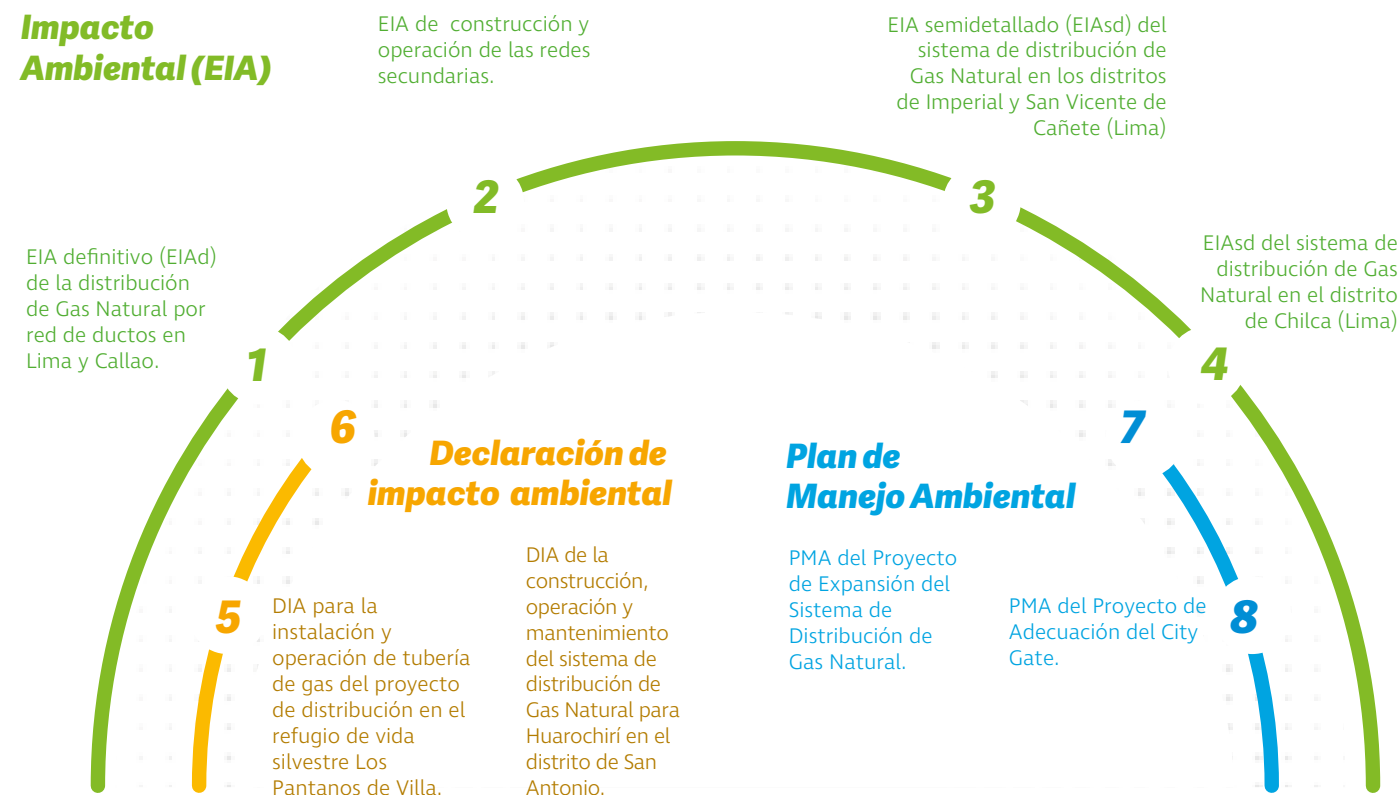 Impacto
Ambiental (EIA)
1
EIA definitivo (EIAd)
de la distribución
de Gas Natural por
red de ductos en
Lima y Callao.
2
EIA de construcción y
operación de las redes
secundarias.
3
EIA semidetallado (EIAsd) del
sistema de distribución de
Gas Natural en los distritos
de Imperial y San Vicente de
Cañete (Lima)
4
EIAsd del sistema de
distribución de Gas
Natural en el distrito
de Chilca (Lima)
Declaración de
impacto ambiental
5
DIA para la
instalación y
operación de tubería
de gas del proyecto
de distribución en el
refugio de vida
silvestre Los
Pantanos de Villa.
6
DIA de la
construcción,
operación y
mantenimiento
del sistema de
distribución de
Gas Natural para
Huarochirí en el
distrito de San
Antonio.
Plan de
Manejo Ambiental
7
PMA del Proyecto
de Expansión del
Sistema de
Distribución de
Gas Natural.
8
PMA del Proyecto de
Adecuación del City
Gate.